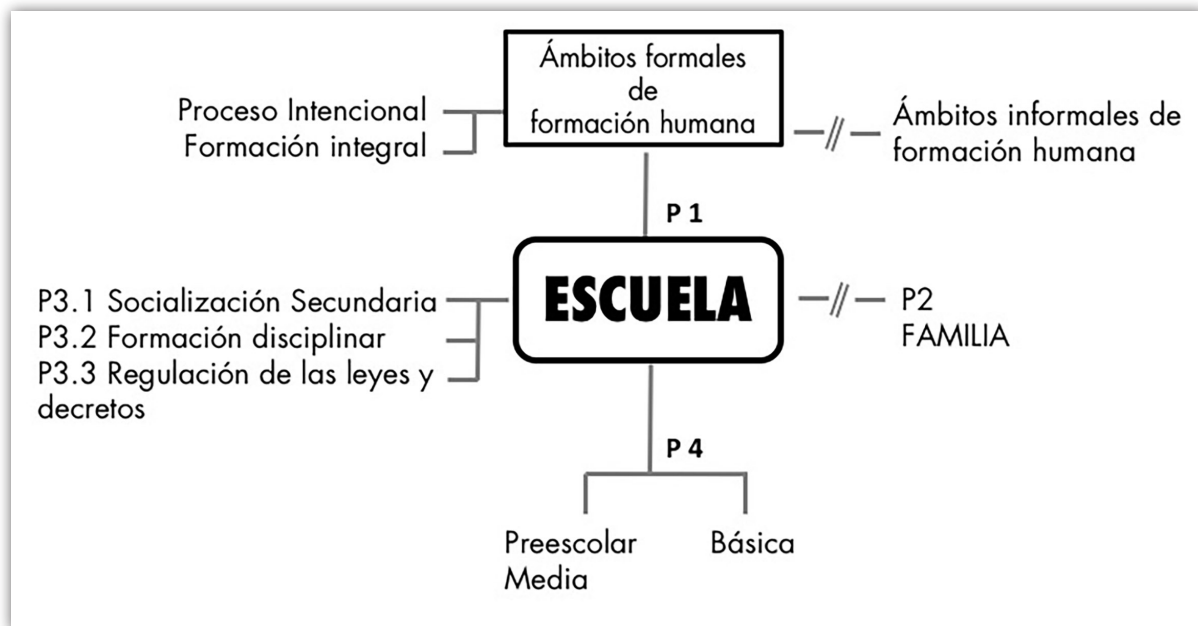 Ámbitos formales
de
formación humana
Proceso Intencional
Formación integral
Ámbitos informales de
formación humana
P 1
ESCUELA
P3.1 Socialización Secundaria
P3.2 Formación disciplinar
P3.3 Regulación de las leyes y
decretos
P2
FAMILIA
P 4
Preescolar
Media
Básica